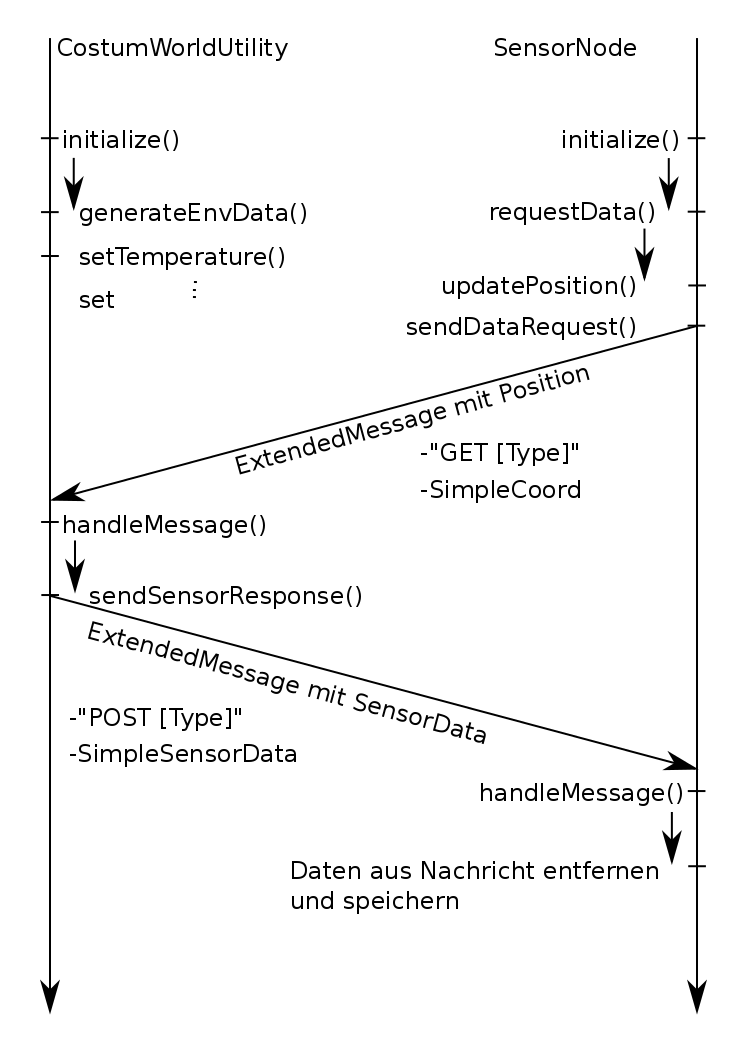 CostumWorldUtility
SensorNode
initialize()
initialize()
generateEnvData()
requestData()
setTemperature()
set
⋮
updatePosition()
sendDataRequest()
ExtendedMessage mit Position
-"GET [Type]"
-SimpleCoord
handleMessage()
sendSensorResponse()
ExtendedMessage mit SensorData
-"POST [Type]"
-SimpleSensorData
handleMessage()
Daten aus Nachricht entfernen
und speichern